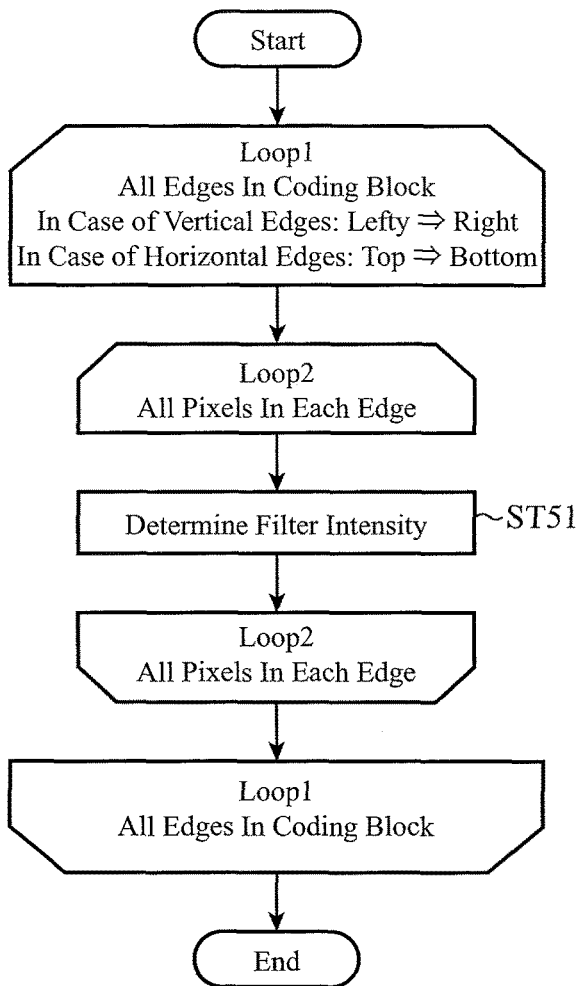 Start
Loop1
All Edges In Coding Block
In Case of Vertical Edges: Lefty ⇒ Right
In Case of Horizontal Edges: Top ⇒ Bottom
Loop2
All Pixels In Each Edge
Determine Filter Intensity
~ST51
Loop2
All Pixels In Each Edge
Loop1
All Edges In Coding Block
End